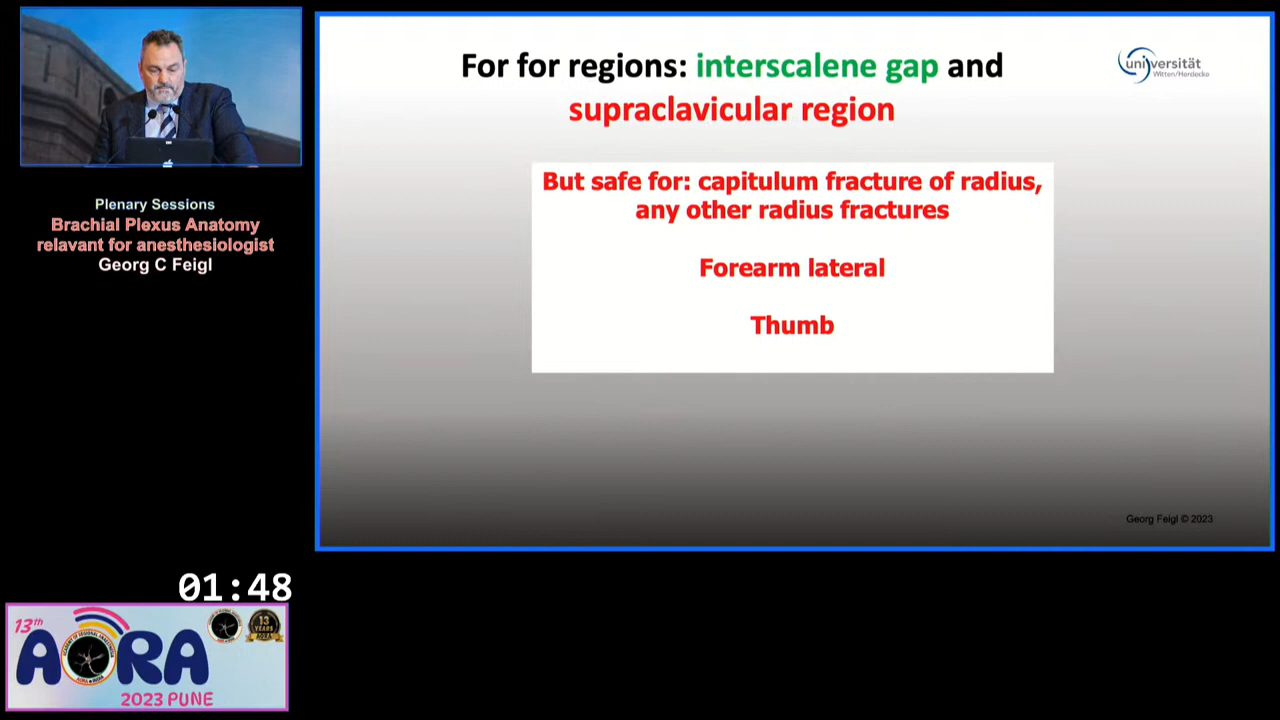 For for regions: interscalene gap and
supraclavicular region
universität
Witten/Herdecke
But safe for: capitulum fracture of radius,
any other radius fractures
Forearm lateral
Thumb
Georg Feigl © 2023
Plenary Sessions
Brachial Plexus Anatomy
relavant for anesthesiologist
Georg C Feigl
01:48
13th
AORA
2023 PUNE
13
YEARS